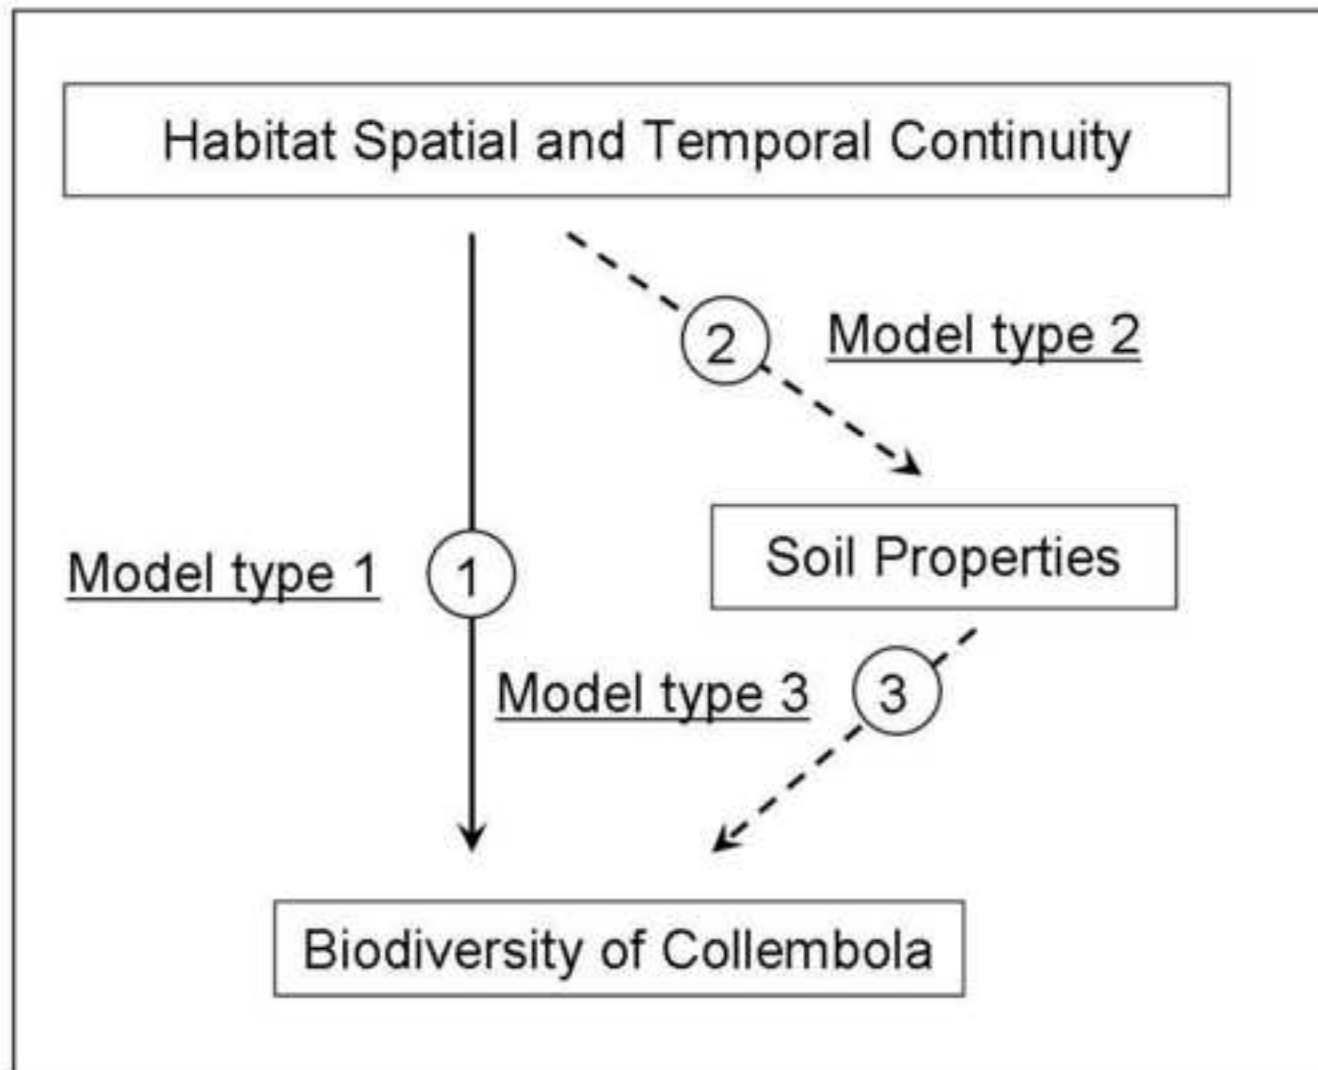 Habitat Spatial and Temporal Continuity
2
Model type 2
Soil Properties
Model type 1
1
Model type 3
3
Biodiversity of Collembola